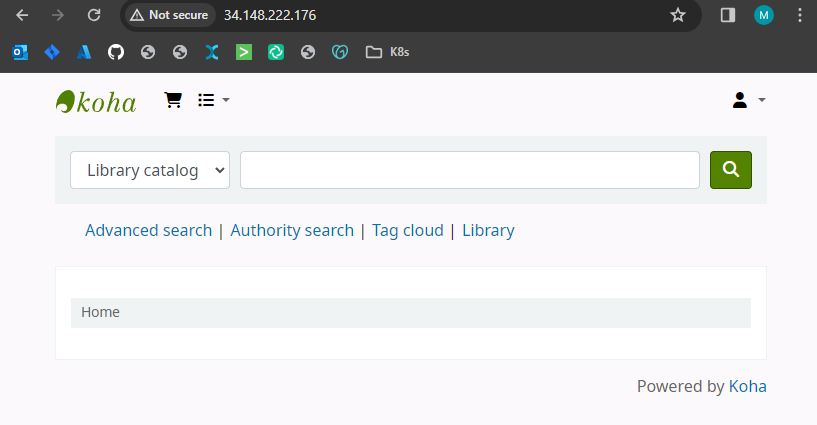 Not secure 34.148.222.176
M
K8s
koha
Library catalog
Advanced search | Authority search | Tag cloud | Library
Home
Powered by Koha